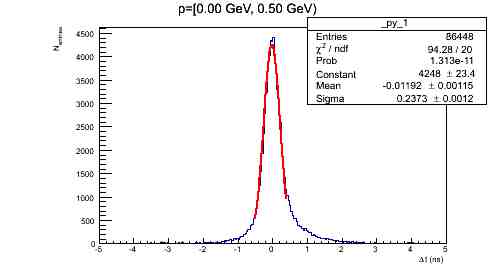 p=[0.00 GeV, 0.50 GeV)
_py_1
Entries 86448
χ² / ndf 94.28 / 20
Prob 1.313e-11
Constant 4248 ± 23.4
Mean -0.01192 ± 0.00115
Sigma 0.2373 ± 0.0012
N entries
4500
4000
3500
3000
2500
2000
1500
1000
500
0
-5 -4 -3 -2 -1 0 1 2 3 4 5
Δt (ns)